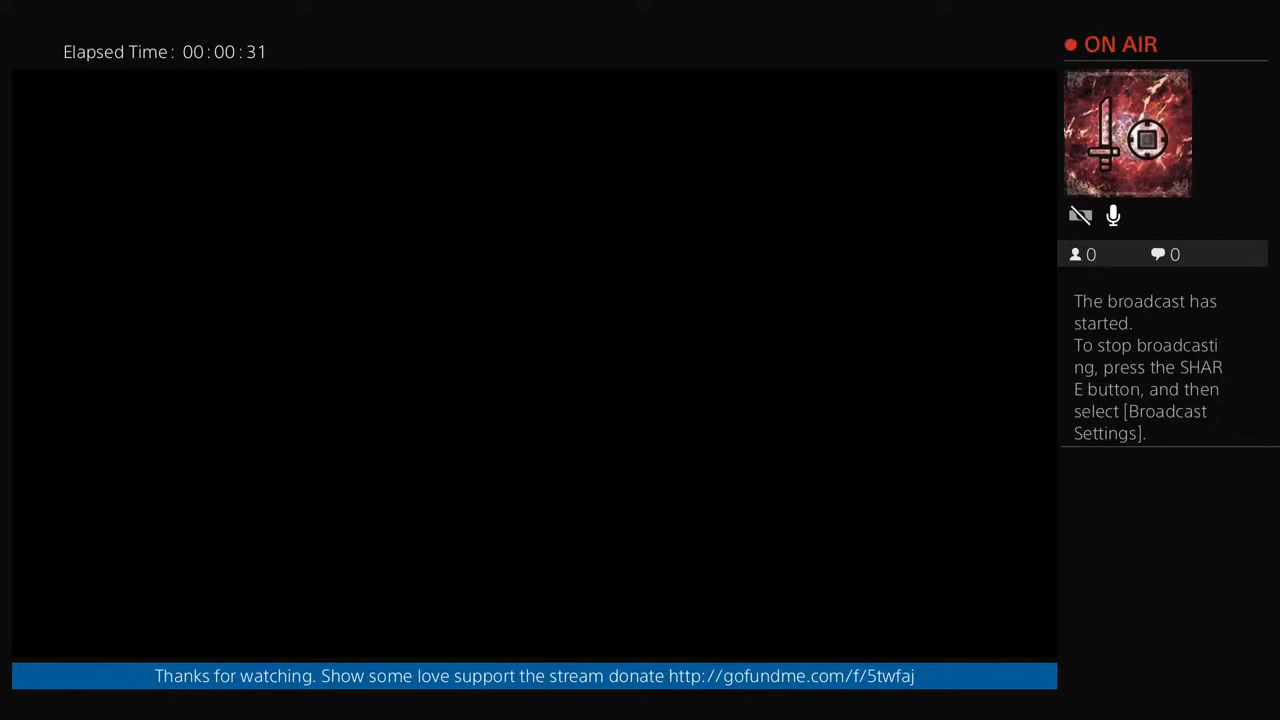 Elapsed Time: 00:00:31
ON AIR
0 0
The broadcast has
started.
To stop broadcasti
ng, press the SHAR
E button, and then
select [Broadcast
Settings].
Thanks for watching. Show some love support the stream donate http://gofundme.com/f/5twfaj